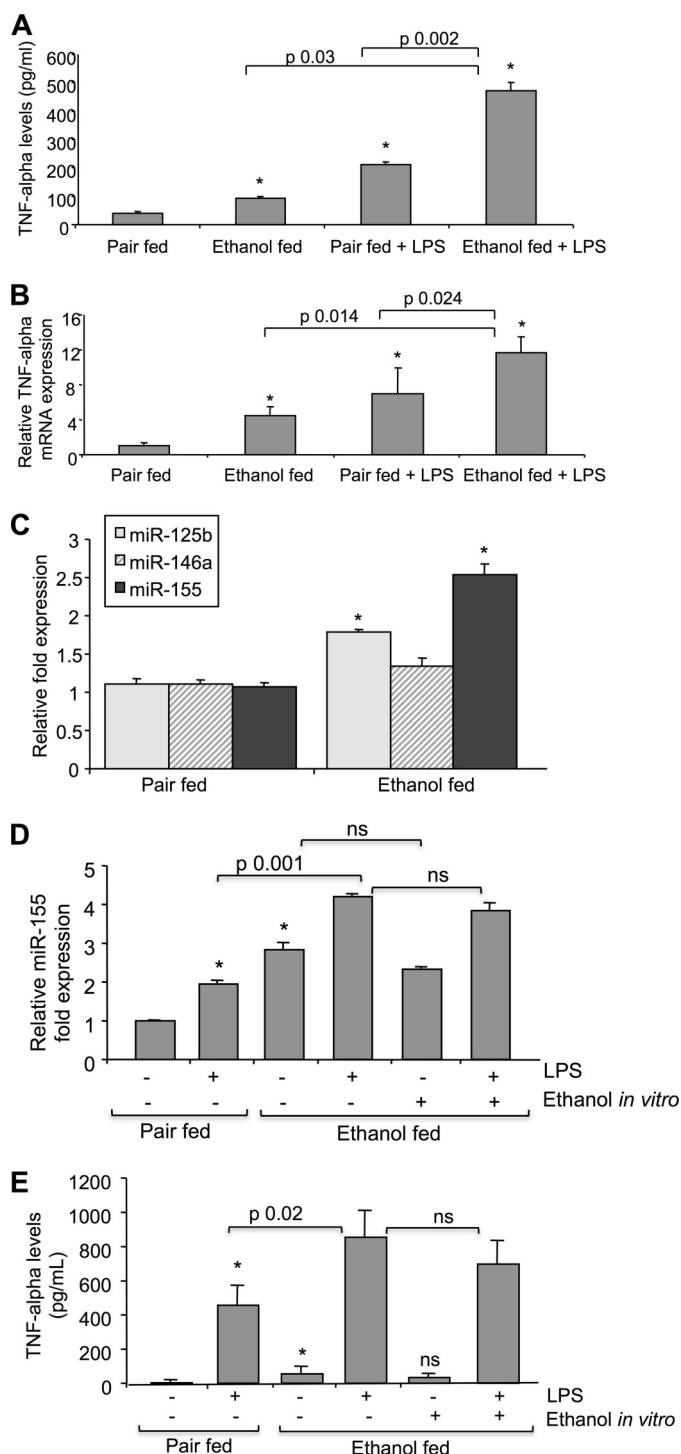 A
TNF-alpha levels (pg/ml)
600
500
400
300
200
100
0
p 0.002
p 0.03
*
*
*
Pair fed Ethanol fed Pair fed + LPS Ethanol fed + LPS
B
Relative TNF-alpha
mRNA expression
16
12
8
4
0
p 0.024
p 0.014
*
*
*
Pair fed Ethanol fed Pair fed + LPS Ethanol fed + LPS
C
Relative fold expression
3
2.5
2
1.5
1
0.5
0
miR-125b
miR-146a
miR-155
*
*
Pair fed Ethanol fed
D
Relative miR-155
fold expression
5
4
3
2
1
0
ns
p 0.001
ns
*
*
- + - + - + LPS
- - - - + + Ethanol in vitro
Pair fed Ethanol fed
E
TNF-alpha levels
(pg/mL)
1200
1000
800
600
400
200
0
p 0.02
ns
*
*
ns
- + - + - + LPS
- - - - + + Ethanol in vitro
Pair fed Ethanol fed